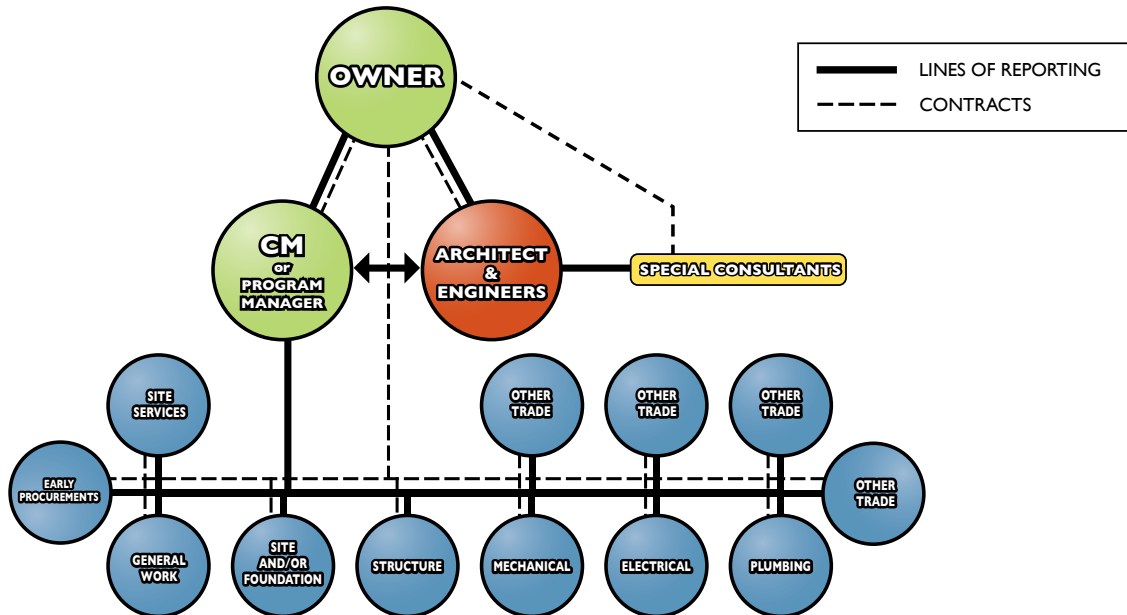 OWNER
LINES OF REPORTING
CONTRACTS
CM
or
PROGRAM
MANAGER
ARCHITECT
&
ENGINEERS
SPECIAL CONSULTANTS
SITE
SERVICES
OTHER
TRADE
OTHER
TRADE
OTHER
TRADE
EARLY
PROCUREMENTS
OTHER
TRADE
GENERAL
WORK
SITE
AND/OR
FOUNDATION
STRUCTURE
MECHANICAL
ELECTRICAL
PLUMBING